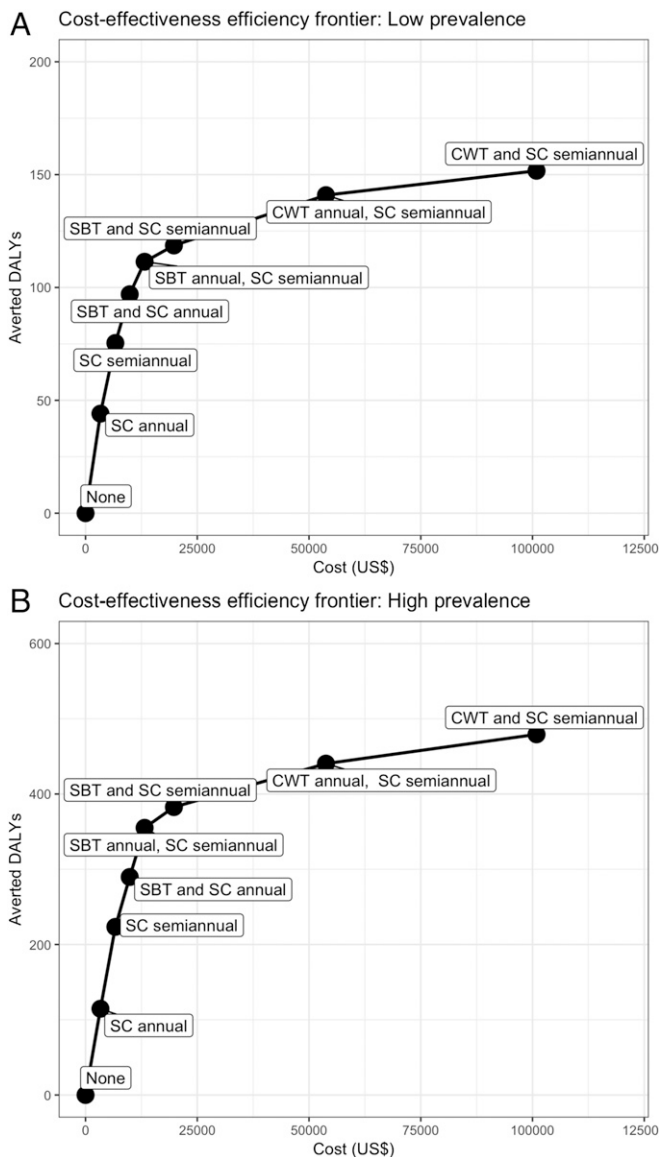 A
Cost-effectiveness efficiency frontier: Low prevalence
200
150
100
50
0
Averted DALYs
CWT and SC semiannual
CWT annual, SC semiannual
SBT and SC semiannual
SBT annual, SC semiannual
SBT and SC annual
SC semiannual
SC annual
None
0 25000 50000 75000 100000 12500
Cost (US$)
B
Cost-effectiveness efficiency frontier: High prevalence
600
400
200
0
Averted DALYs
CWT and SC semiannual
CWT annual, SC semiannual
SBT and SC semiannual
SBT annual, SC semiannual
SBT and SC annual
SC semiannual
SC annual
None
0 25000 50000 75000 100000 12500
Cost (US$)